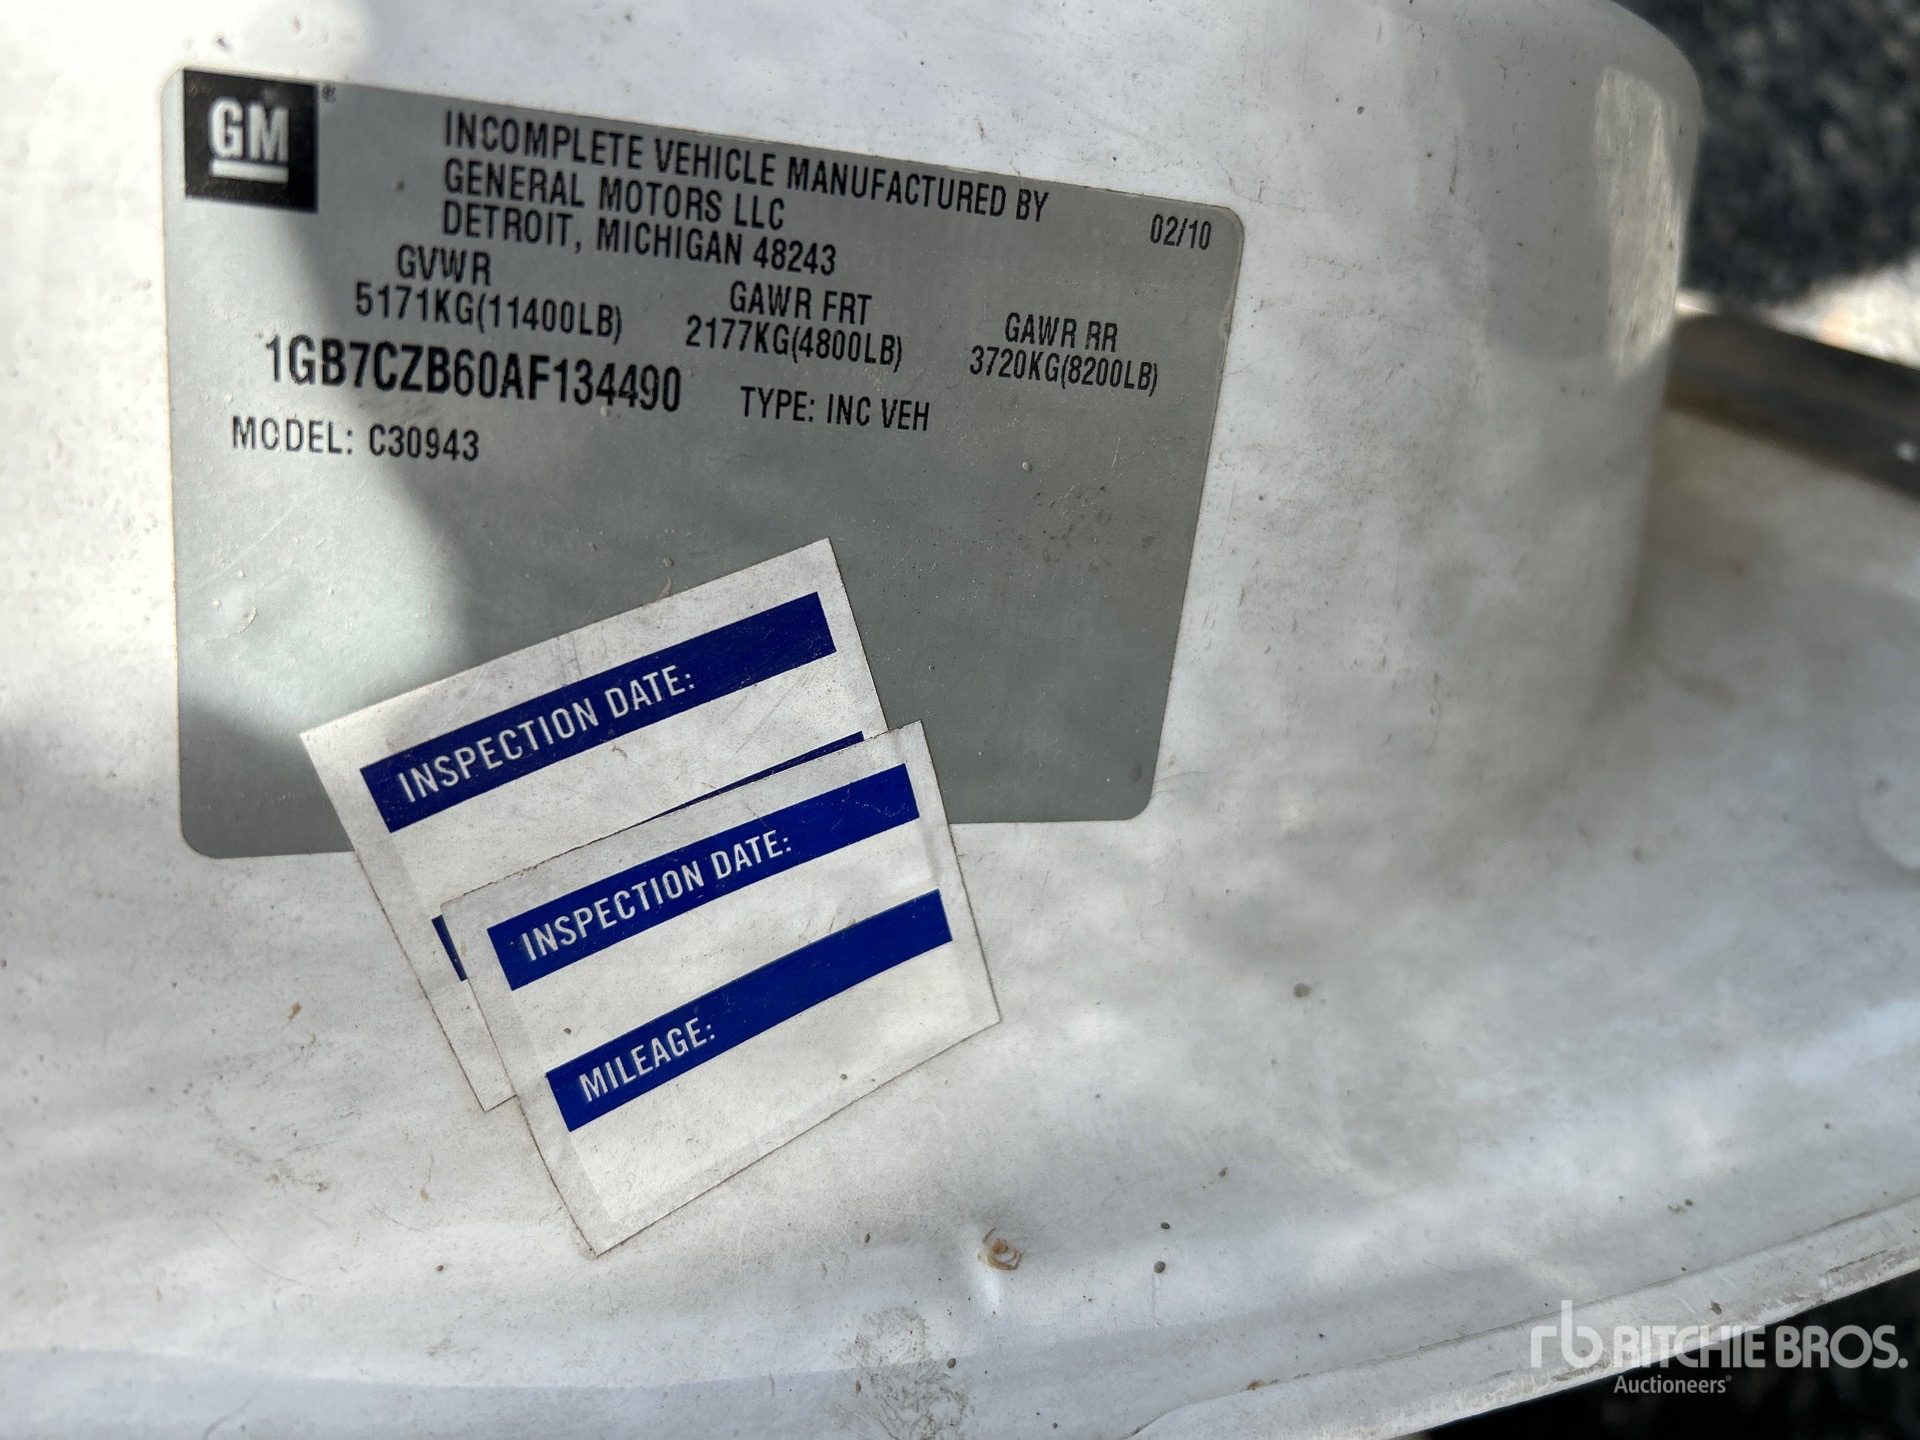 GM®
INCOMPLETE VEHICLE MANUFACTURED BY
GENERAL MOTORS LLC
DETROIT, MICHIGAN 48243
02/10
GVWR
5171KG(11400LB)
GAWR FRT
2177KG(4800LB)
GAWR RR
3720KG(8200LB)
1GB7CZB60AF134490
TYPE: INC VEH
MODEL: C30943
INSPECTION DATE:
INSPECTION DATE:
MILEAGE:
rb RITCHIE BROS.
Auctioneers®